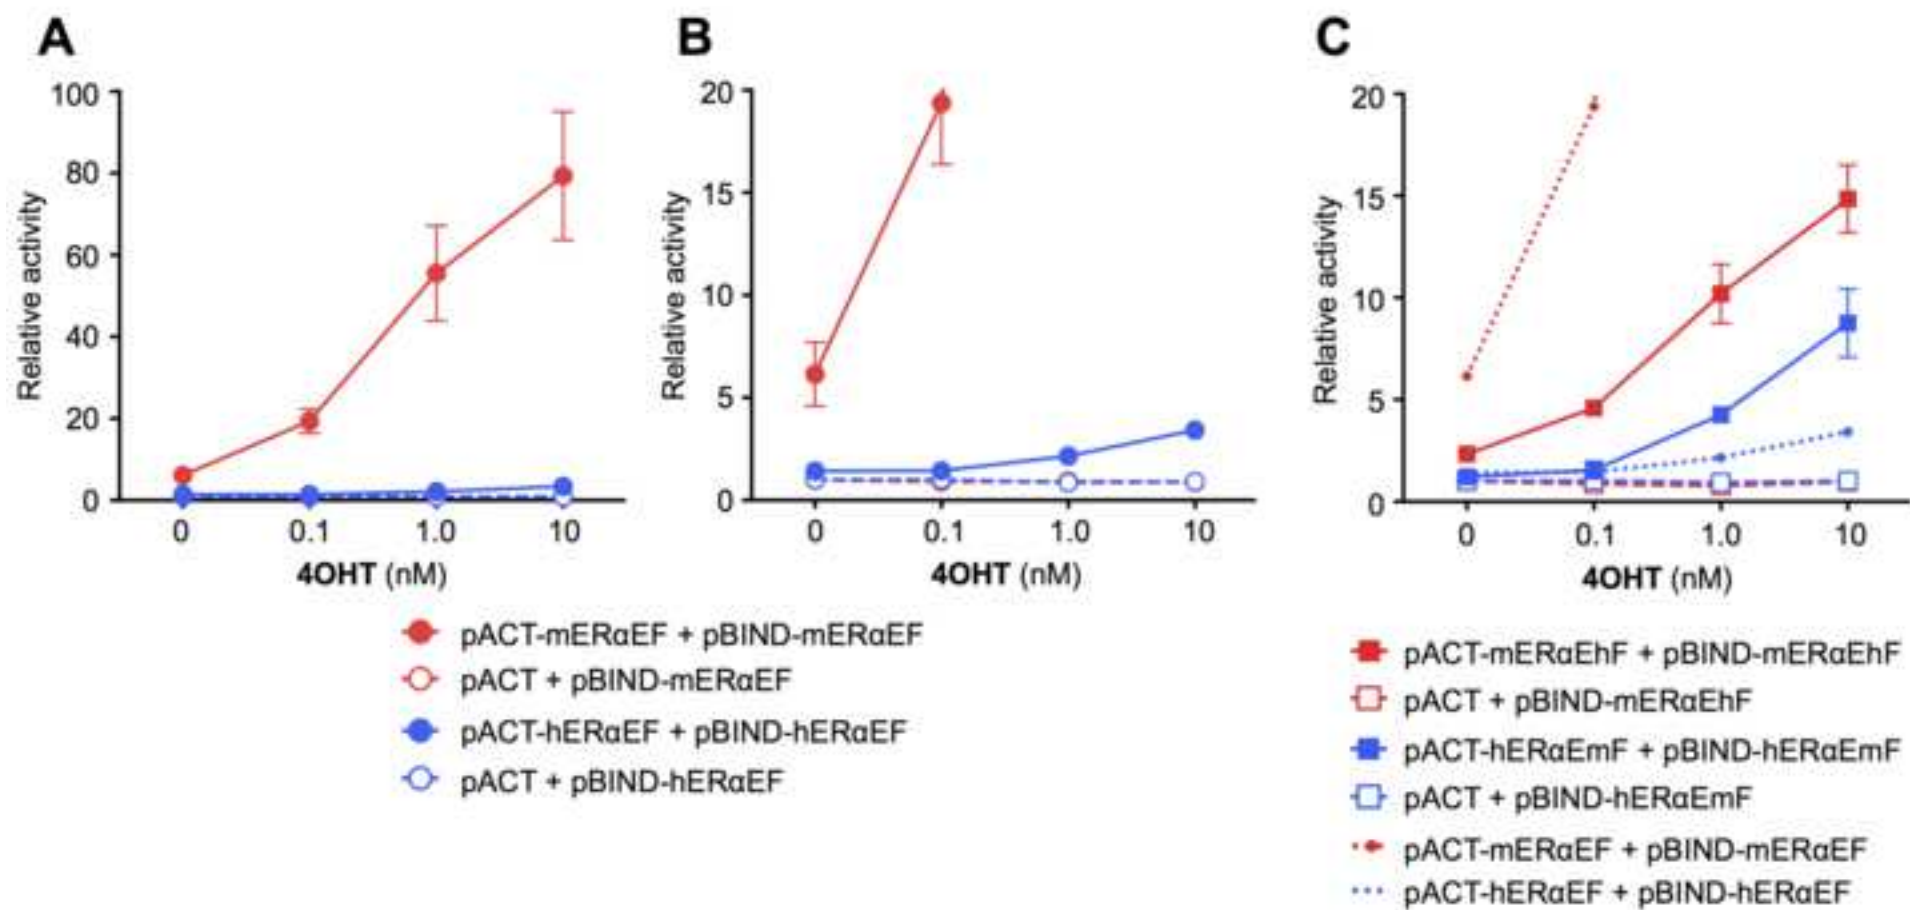 A
B
C
Relative activity
100
80
60
40
20
0
0 0.1 1.0 10
4OHT (nM)
Relative activity
20
15
10
5
0
0 0.1 1.0 10
4OHT (nM)
Relative activity
20
15
10
5
0
0 0.1 1.0 10
4OHT (nM)
pACT-mERαEF + pBIND-mERαEF
pACT + pBIND-mERαEF
pACT-hERαEF + pBIND-hERαEF
pACT + pBIND-hERαEF
pACT-mERαEhF + pBIND-mERαEhF
pACT + pBIND-mERαEhF
pACT-hERαEmF + pBIND-hERαEmF
pACT + pBIND-hERαEmF
pACT-mERαEF + pBIND-mERαEF
pACT-hERαEF + pBIND-hERαEF